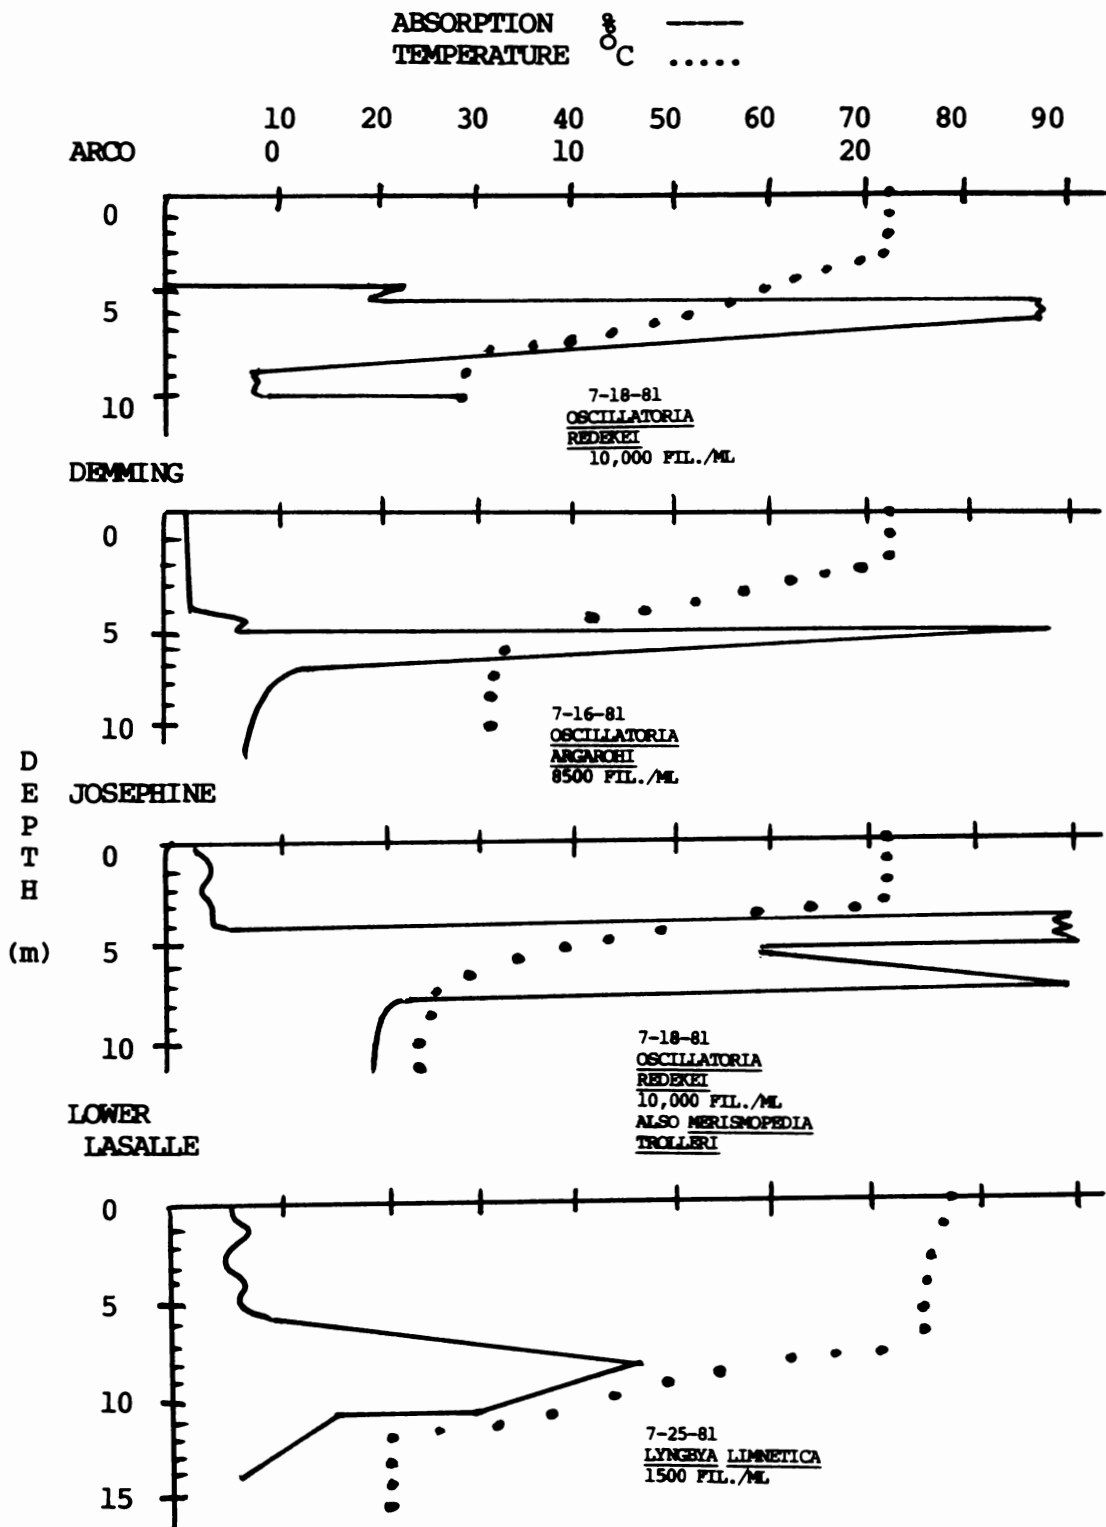 ABSORPTION %
TEMPERATURE °C
10 20 30 40 50 60 70 80 90
ARCO 0 10 20
0
5
10
7-18-81
OSCILLATORIA
REDEKEI
10,000 FIL./ML
DEMMING
0
5
10
7-16-81
OSCILLATORIA
ARGAROHI
8500 FIL./ML
DEPTH
(m)
JOSEPHINE
0
5
10
7-18-81
OSCILLATORIA
REDEKEI
10,000 FIL./ML
ALSO MERISMOPEDIA
TROLLERI
LOWER
LASALLE
0
5
10
15
7-25-81
LYNGBYA LIMNETICA
1500 FIL./ML